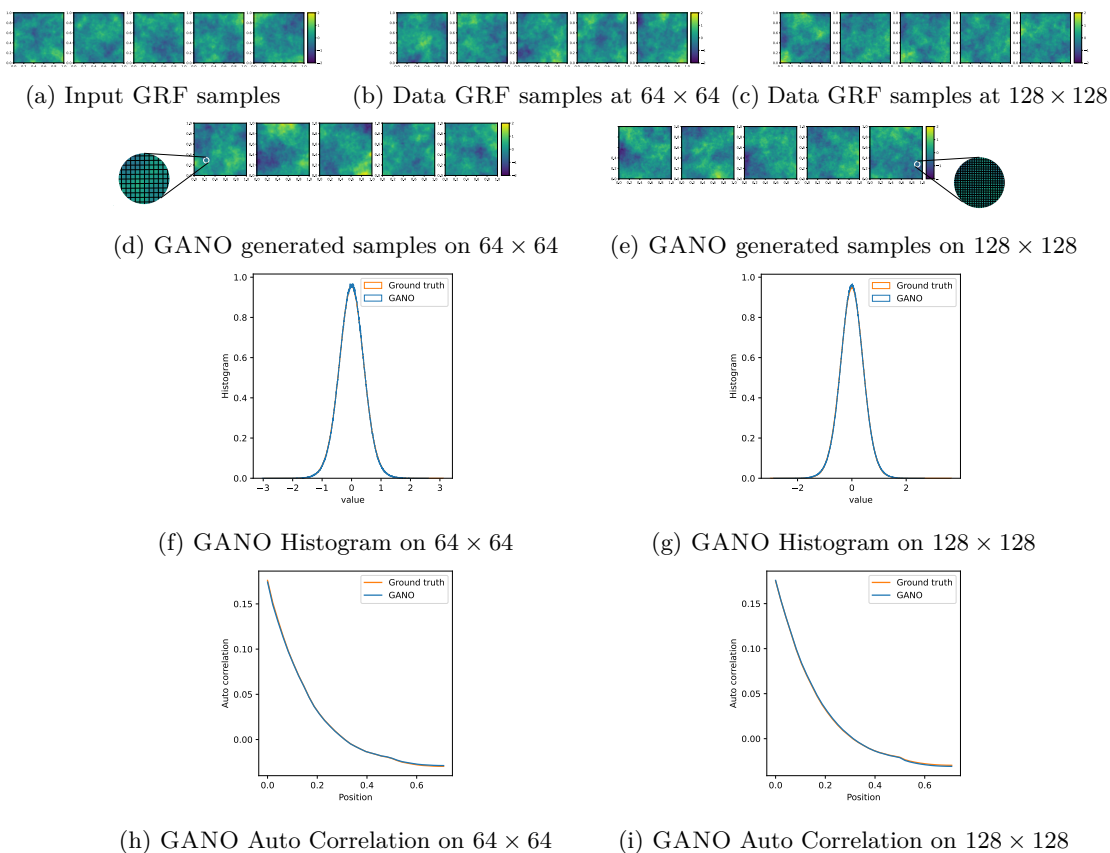 (a) Input GRF samples
(b) Data GRF samples at 64 × 64
(c) Data GRF samples at 128 × 128
(d) GANO generated samples on 64 × 64
(e) GANO generated samples on 128 × 128
1.0
0.8
0.6
0.4
0.2
0.0
Histogram
Ground truth
GANO
−3 −2 −1 0 1 2 3
value
1.0
0.8
0.6
0.4
0.2
0.0
Histogram
Ground truth
GANO
−2 0 2
value
(f) GANO Histogram on 64 × 64
(g) GANO Histogram on 128 × 128
0.15
0.10
0.05
0.00
Auto correlation
Ground truth
GANO
0.0 0.2 0.4 0.6
Position
0.15
0.10
0.05
0.00
Auto correlation
Ground truth
GANO
0.0 0.2 0.4 0.6
Position
(h) GANO Auto Correlation on 64 × 64
(i) GANO Auto Correlation on 128 × 128